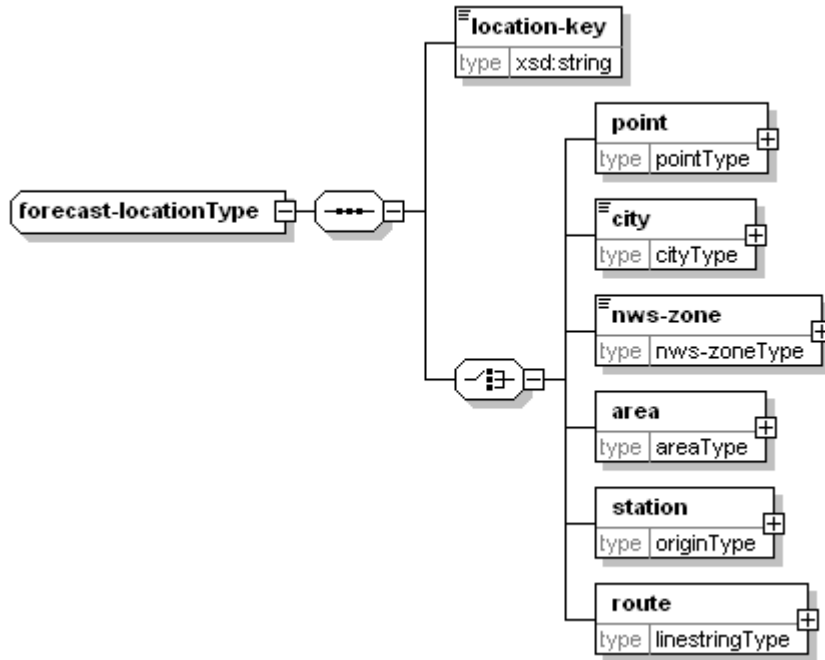 location-key
type xsd:string
point
type pointType
forecast-locationType
city
type cityType
nws-zone
type nws-zoneType
area
type areaType
station
type originType
route
type linestringType